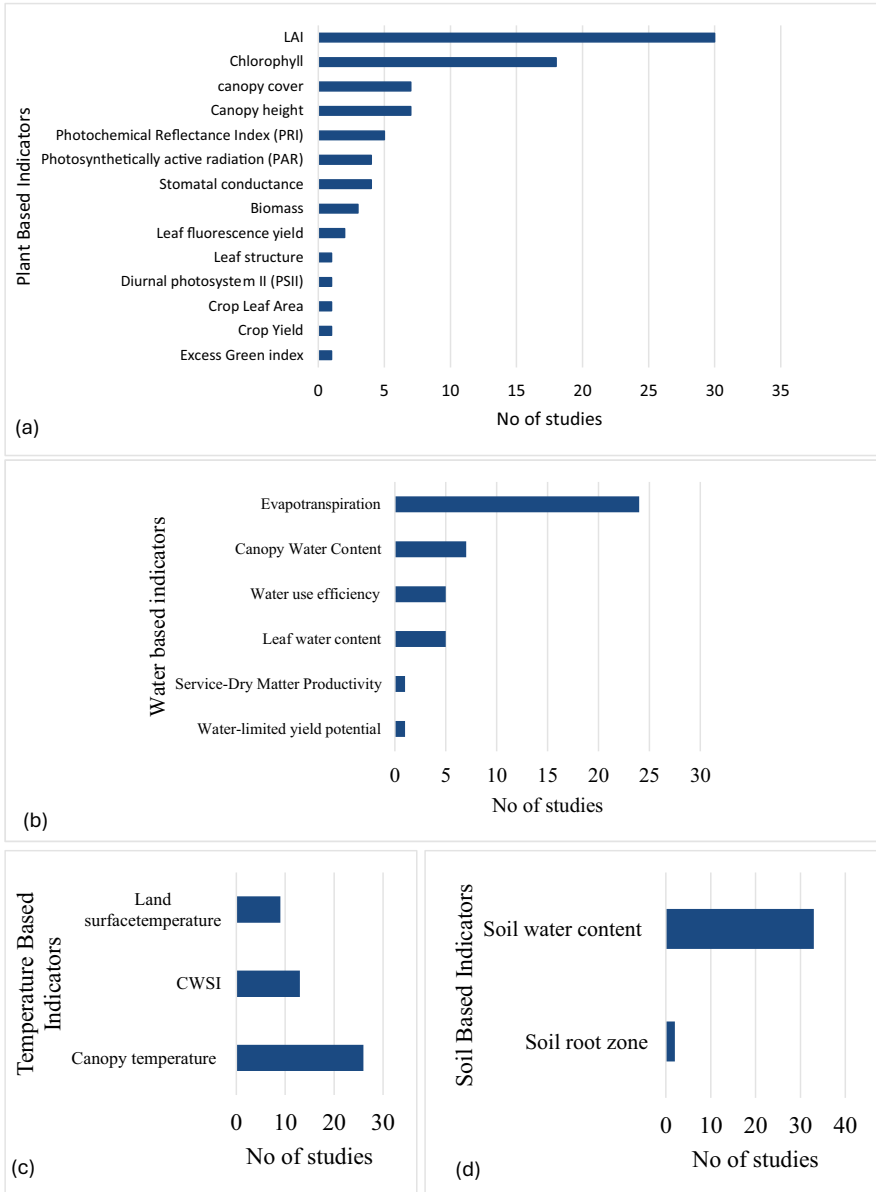 Plant Based Indicators
LAI
Chlorophyll
canopy cover
Canopy height
Photochemical Reflectance Index (PRI)
Photosynthetically active radiation (PAR)
Stomatal conductance
Biomass
Leaf fluorescence yield
Leaf structure
Diurnal photosystem II (PSII)
Crop Leaf Area
Crop Yield
Excess Green index
0 5 10 15 20 25 30 35
No of studies
(a)
Water based indicators
Evapotranspiration
Canopy Water Content
Water use efficiency
Leaf water content
Service-Dry Matter Productivity
Water-limited yield potential
0 5 10 15 20 25 30
No of studies
(b)
Temperature Based
Indicators
Land
surfacetemperature
CWSI
Canopy temperature
0 10 20 30
No of studies
(c)
Soil Based Indicators
Soil water content
Soil root zone
0 10 20 30 40
No of studies
(d)